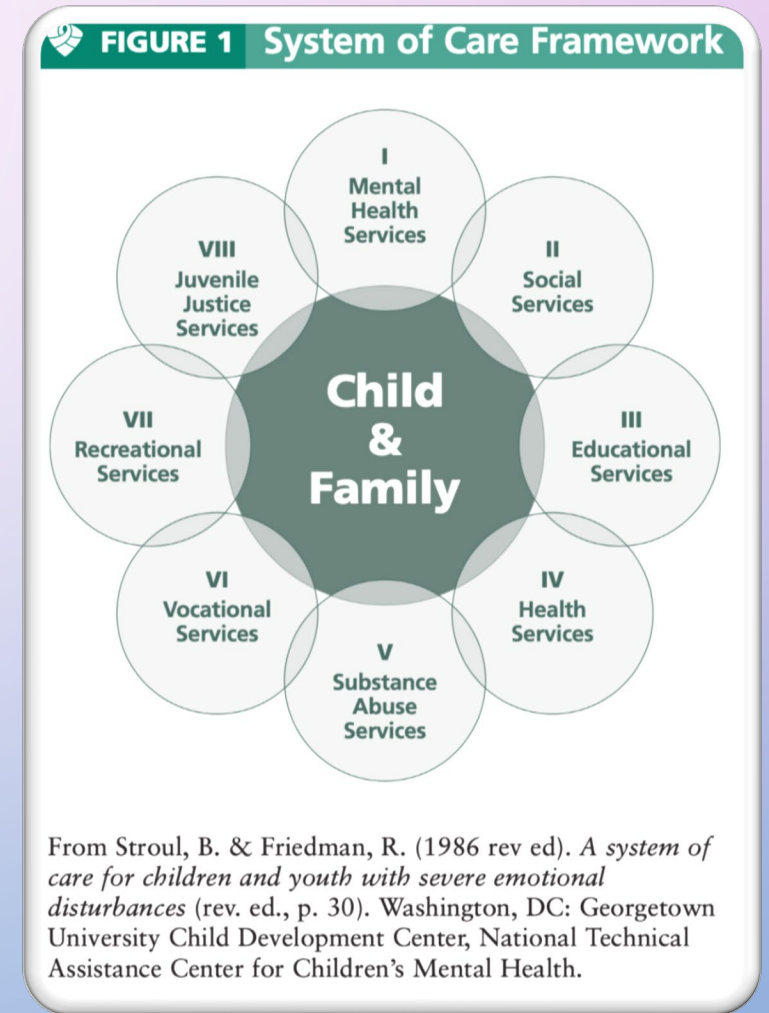 FIGURE 1 System of Care Framework
I
Mental
Health
Services
II
Social
Services
III
Educational
Services
IV
Health
Services
V
Substance
Abuse
Services
VI
Vocational
Services
VII
Recreational
Services
VIII
Juvenile
Justice
Services
Child
&
Family
From Stroul, B. & Friedman, R. (1986 rev ed). A system of
care for children and youth with severe emotional
disturbances (rev. ed., p. 30). Washington, DC: Georgetown
University Child Development Center, National Technical
Assistance Center for Children’s Mental Health.